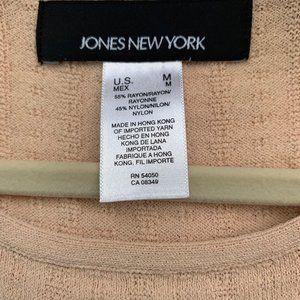 JONES NEW YORK
U.S. M
MEX M
55% RAYON/RAYON/
RAYONNE
45% NYLON/NILON/
NYLON
MADE IN HONG KONG
OF IMPORTED YARN
HECHO EN HONG
KONG DE LANA
IMPORTADA
FABRIQUE A HONG
KONG, FIL IMPORTE
RN 54050
CA 08349